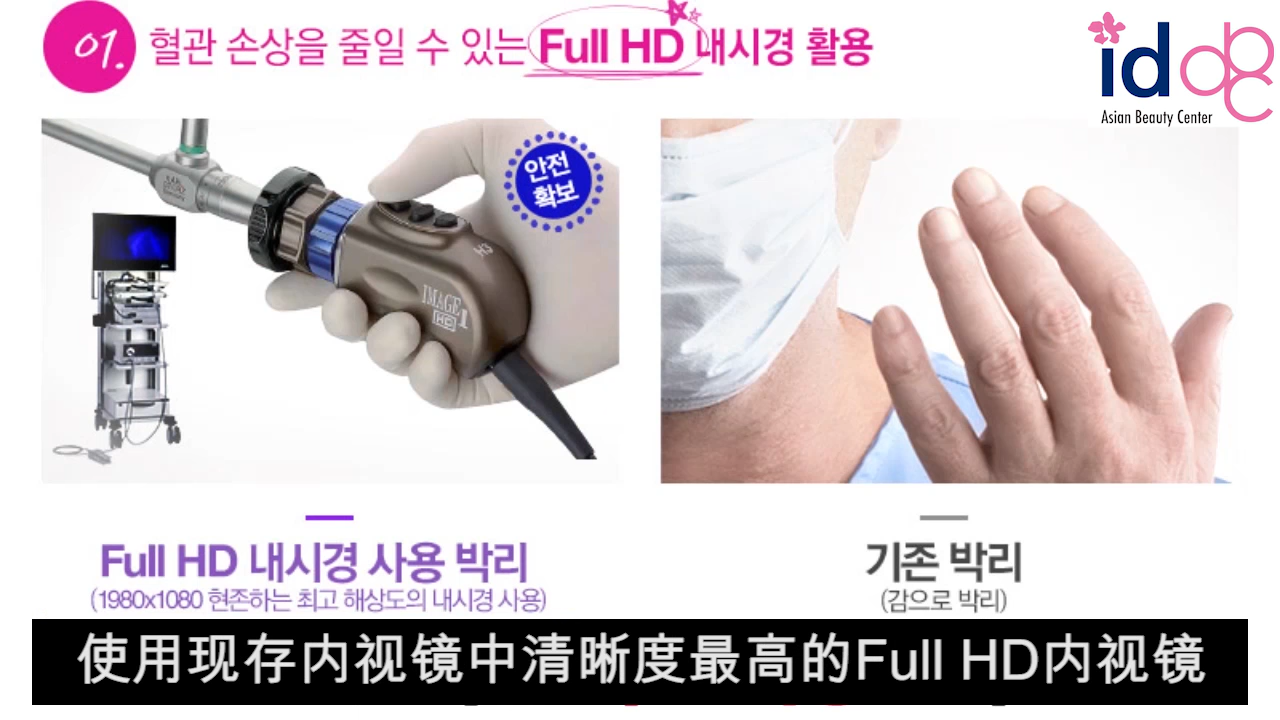 01. 혈관 손상을 줄일 수 있는 Full HD 내시경 활용
id abc
Asian Beauty Center
안전
확보
H3
IMAGE 1
HD
Full HD 내시경 사용 박리
(1980x1080 현존하는 최고 해상도의 내시경 사용)
기존 박리
(감으로 박리)
使用现存内视镜中清晰度最高的Full HD内视镜